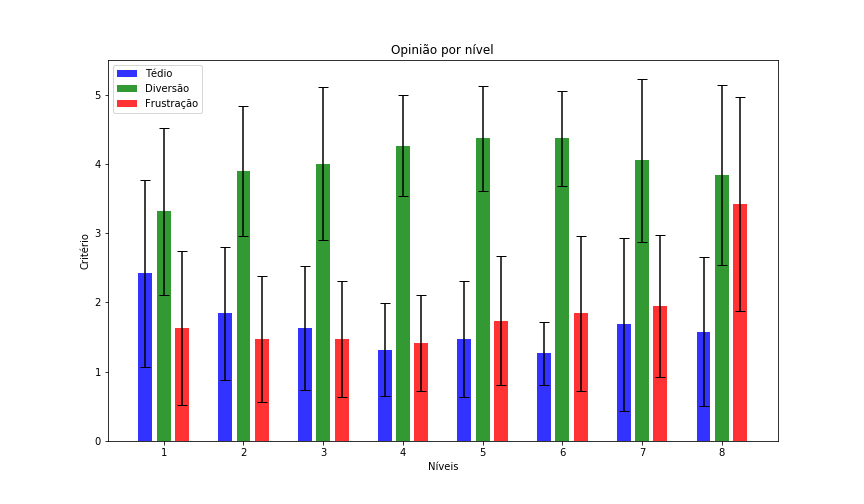 Opinião por nível
Tédio
Diversão
Frustração
Critério
5
4
3
2
1
0
1 2 3 4 5 6 7 8
Níveis